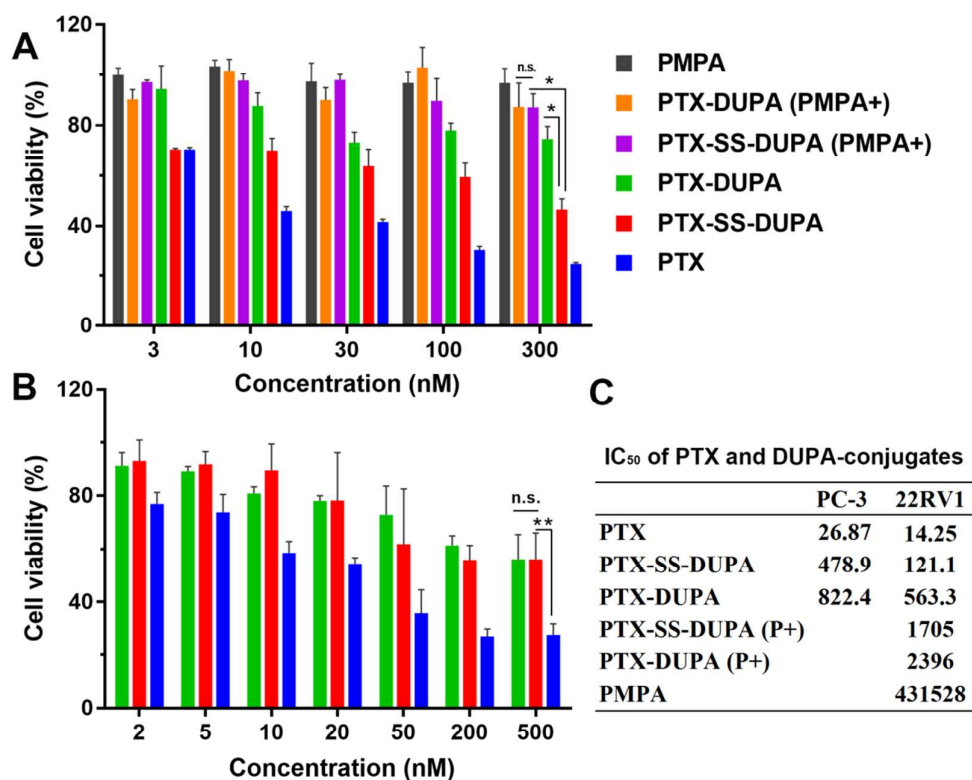 A
Cell viability (%)
120
80
40
0
n.s.
*
*
3 10 30 100 300
Concentration (nM)
PMPA
PTX-DUPA (PMPA+)
PTX-SS-DUPA (PMPA+)
PTX-DUPA
PTX-SS-DUPA
PTX
B
Cell viability (%)
120
80
40
0
n.s.
**
2 5 10 20 50 200 500
Concentration (nM)
C
IC₅₀ of PTX and DUPA-conjugates
PC-3 22RV1
PTX 26.87 14.25
PTX-SS-DUPA 478.9 121.1
PTX-DUPA 822.4 563.3
PTX-SS-DUPA (P+) 1705
PTX-DUPA (P+) 2396
PMPA 431528